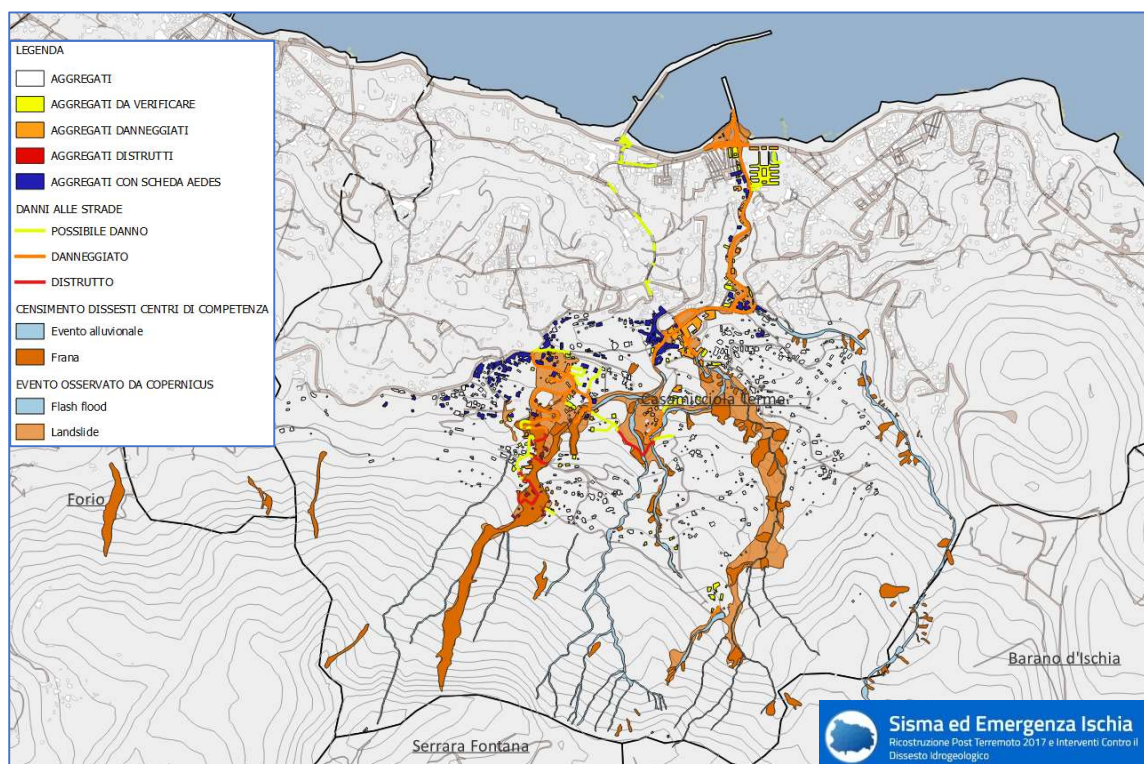 LEGENDA
AGGREGATI
AGGREGATI DA VERIFICARE
AGGREGATI DANNEGGIATI
AGGREGATI DISTRUTTI
AGGREGATI CON SCHEDA AEDES
DANNI ALLE STRADE
POSSIBILE DANNO
DANNEGGIATO
DISTRUTTO
CENSIMENTO DISSESTI CENTRI DI COMPETENZA
Evento alluvionale
Frana
EVENTO OSSERVATO DA COPERNICUS
Flash flood
Landslide
Casamicciola Terme
Forio
Barano d'Ischia
Serrara Fontana
Sisma ed Emergenza Ischia
Ricostruzione Post Terremoto 2017 e Interventi Contro il
Dissesto Idrogeologico